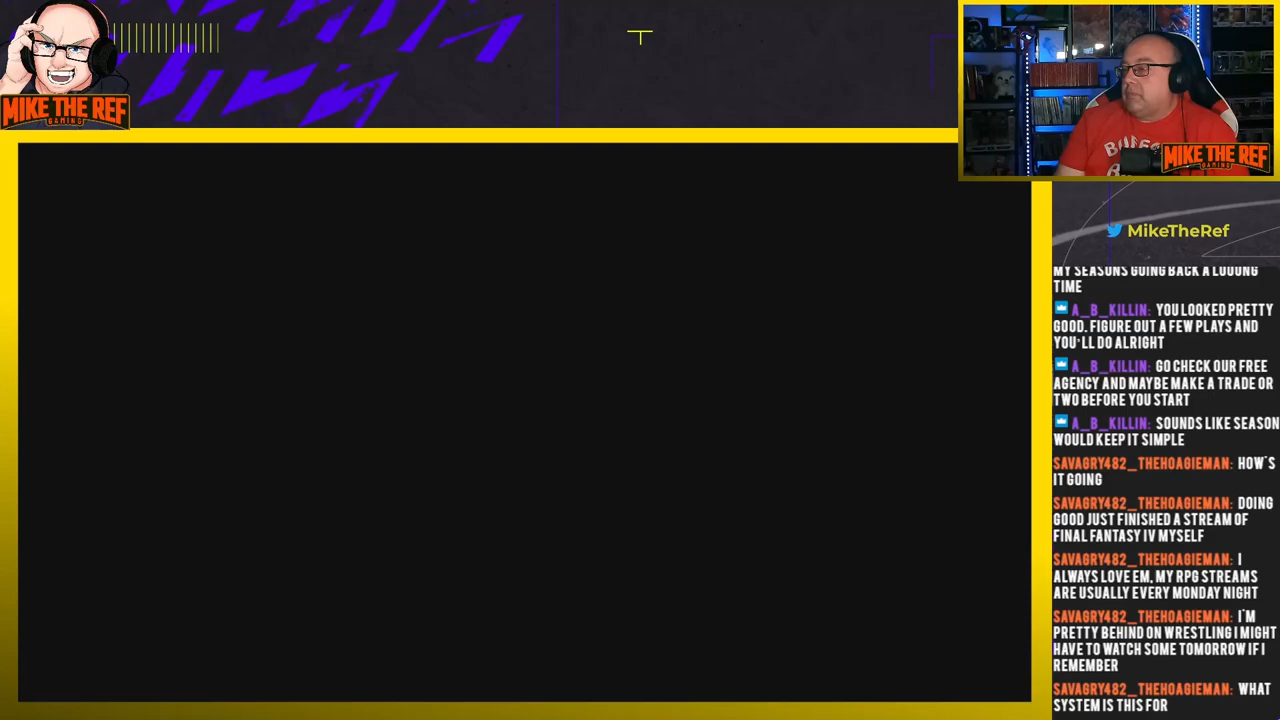 MIKE THE REF
GAMING
MIKE THE REF
MikeTheRef
MY SEASONS GOING BACK A LOOONG
TIME
A_B_KILLIN: YOU LOOKED PRETTY
GOOD. FIGURE OUT A FEW PLAYS AND
YOU'LL DO ALRIGHT
A_B_KILLIN: GO CHECK OUR FREE
AGENCY AND MAYBE MAKE A TRADE OR
TWO BEFORE YOU START
A_B_KILLIN: SOUNDS LIKE SEASON
WOULD KEEP IT SIMPLE
SAVAGRY482_THEHOAGIEMAN: HOW'S
IT GOING
SAVAGRY482_THEHOAGIEMAN: DOING
GOOD JUST FINISHED A STREAM OF
FINAL FANTASY IV MYSELF
SAVAGRY482_THEHOAGIEMAN: I
ALWAYS LOVE EM, MY RPG STREAMS
ARE USUALLY EVERY MONDAY NIGHT
SAVAGRY482_THEHOAGIEMAN: I'M
PRETTY BEHIND ON WRESTLING I MIGHT
HAVE TO WATCH SOME TOMORROW IF I
REMEMBER
SAVAGRY482_THEHOAGIEMAN: WHAT
SYSTEM IS THIS FOR